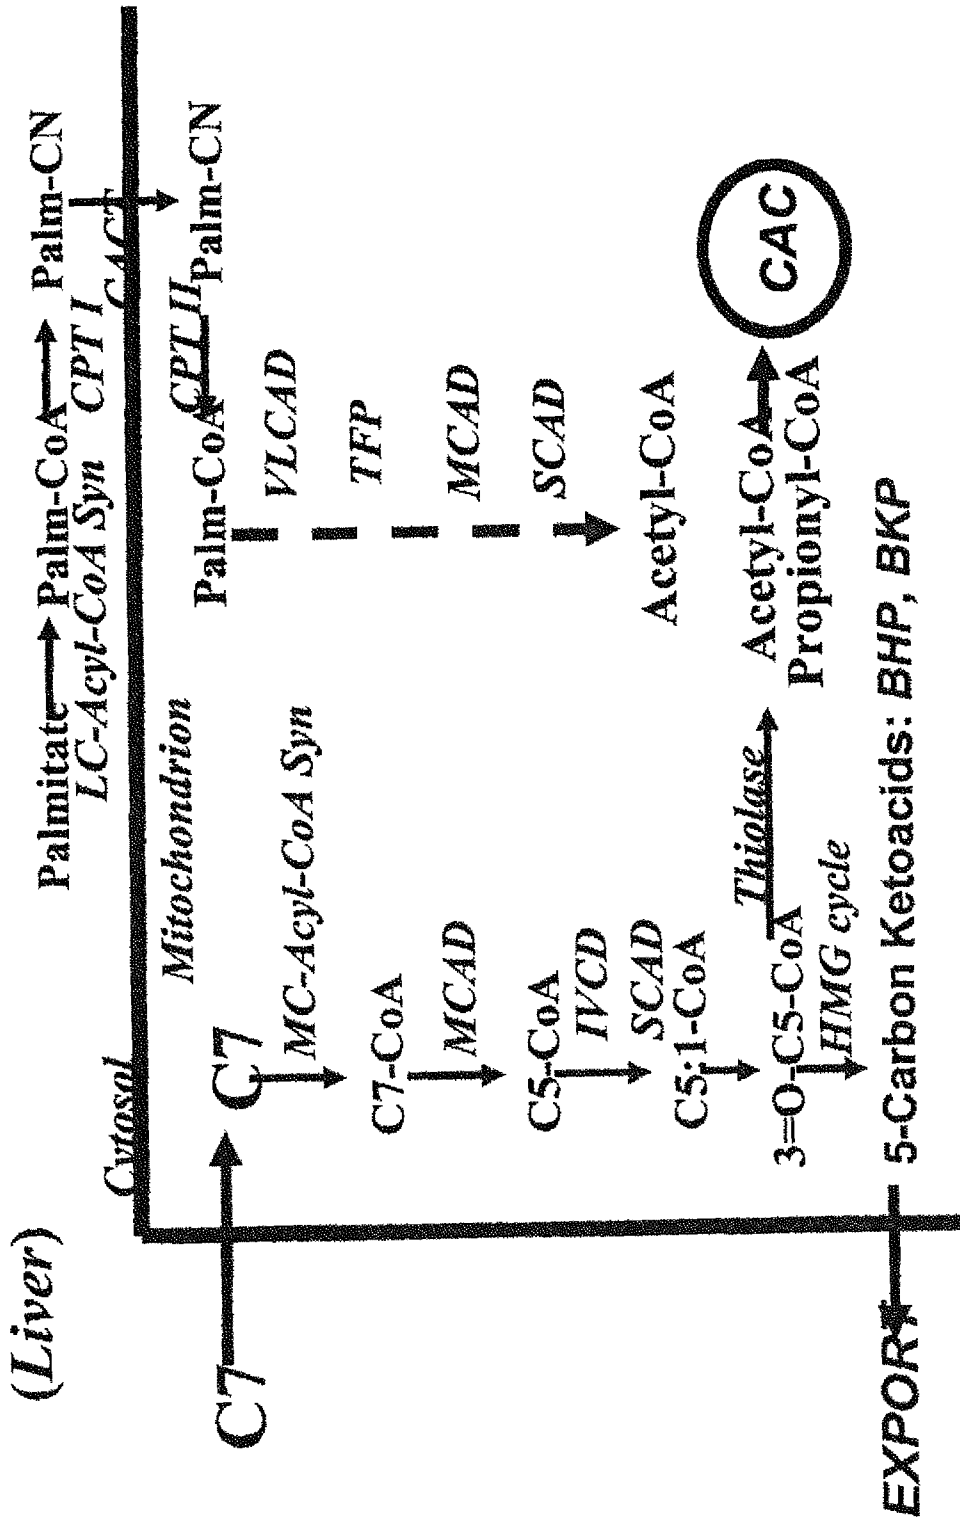 (Liver)
Palmitate
Palm-CoA
Palm-CN
LC-Acyl-CoA Syn
CPT I
CACT
Cytosol
Mitochondrion
CPT II
C7
C7
Palm-CoA
Palm-CN
MC-Acyl-CoA Syn
VLCAD
C7-CoA
TFP
MCAD
MCAD
C5-CoA
SCAD
IVCD
SCAD
Acetyl-CoA
C5:1-CoA
Thiolase
3=O-C5-CoA
Acetyl-CoA
CAC
Propionyl-CoA
HMG cycle
EXPORT
5-Carbon Ketoacids: BHP, BKP